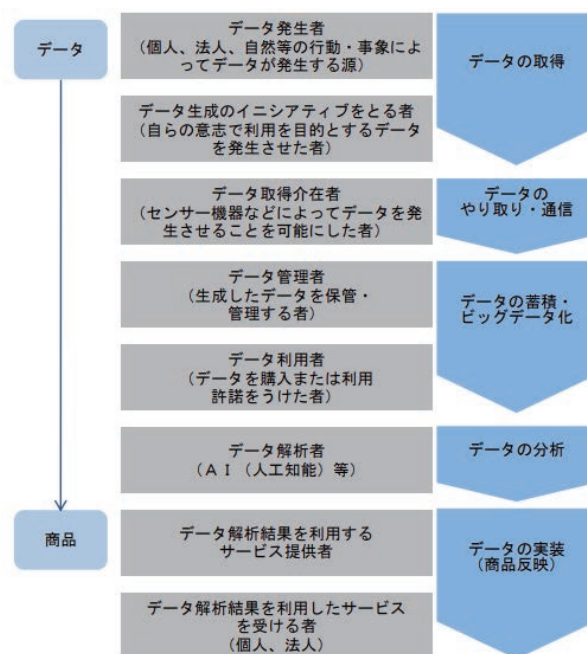 データ
データ発生者
（個人、法人、自然等の行動・事象によ
ってデータが発生する源）
データの取得
データ生成のイニシアティブをとる者
（自らの意志で利用を目的とするデータ
を発生させた者）
データ取得介在者
（センサー機器などによってデータを発
生させることを可能にした者）
データの
やり取り・通信
データ管理者
（生成したデータを保管・
管理する者）
データの蓄積・
ビッグデータ化
データ利用者
（データを購入または利用
許諾をうけた者）
データ解析者
（ＡＩ（人工知能）等）
データの分析
商品
データ解析結果を利用する
サービス提供者
データの実装
（商品反映）
データ解析結果を利用したサービス
を受ける者
（個人、法人）